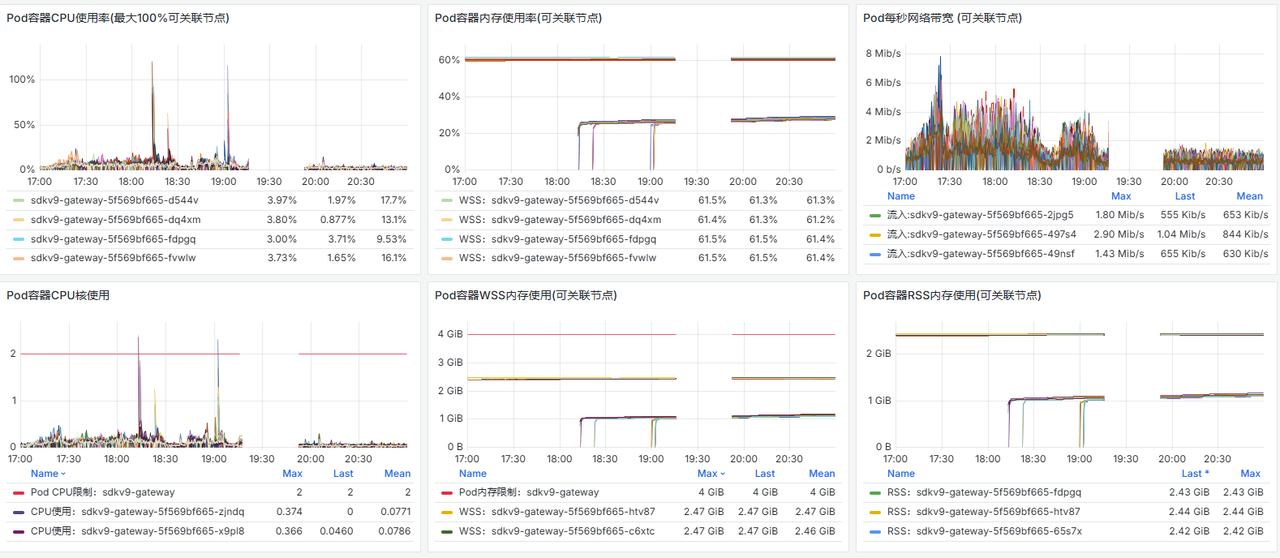 Pod容器CPU使用率(最大100%可关联节点)
100%
50%
0%
17:00 17:30 18:00 18:30 19:00 19:30 20:00 20:30
sdkv9-gateway-5f569bf665-d544v 3.97% 1.97% 17.7%
sdkv9-gateway-5f569bf665-dq4xm 3.80% 0.877% 13.1%
sdkv9-gateway-5f569bf665-fdpgq 3.00% 3.71% 9.53%
sdkv9-gateway-5f569bf665-fvwlw 3.73% 1.65% 16.1%
Pod容器内存使用率(可关联节点)
60%
40%
20%
0%
17:00 17:30 18:00 18:30 19:00 19:30 20:00 20:30
WSS: sdkv9-gateway-5f569bf665-d544v 61.5% 61.3% 61.3%
WSS: sdkv9-gateway-5f569bf665-dq4xm 61.4% 61.3% 61.2%
WSS: sdkv9-gateway-5f569bf665-fdpgq 61.5% 61.5% 61.4%
WSS: sdkv9-gateway-5f569bf665-fvwlw 61.5% 61.5% 61.4%
Pod每秒网络带宽 (可关联节点)
8 Mib/s
6 Mib/s
4 Mib/s
2 Mib/s
0 b/s
17:00 17:30 18:00 18:30 19:00 19:30 20:00 20:30
Name Max Last Mean
流入:sdkv9-gateway-5f569bf665-2jpg5 1.80 Mib/s 555 Kib/s 653 Kib/s
流入:sdkv9-gateway-5f569bf665-497s4 2.90 Mib/s 1.04 Mib/s 844 Kib/s
流入:sdkv9-gateway-5f569bf665-49nsf 1.43 Mib/s 655 Kib/s 630 Kib/s
Pod容器CPU核使用
2
1
0
17:00 17:30 18:00 18:30 19:00 19:30 20:00 20:30
Name Max Last Mean
Pod CPU限制: sdkv9-gateway 2 2 2
CPU使用: sdkv9-gateway-5f569bf665-zjndq 0.374 0 0.0771
CPU使用: sdkv9-gateway-5f569bf665-x9pl8 0.366 0.0460 0.0786
Pod容器WSS内存使用(可关联节点)
4 GiB
3 GiB
2 GiB
1 GiB
0 B
17:00 17:30 18:00 18:30 19:00 19:30 20:00 20:30
Name Max Last Mean
Pod内存限制: sdkv9-gateway 4 GiB 4 GiB 4 GiB
WSS: sdkv9-gateway-5f569bf665-htv87 2.47 GiB 2.47 GiB 2.47 GiB
WSS: sdkv9-gateway-5f569bf665-c6xtc 2.47 GiB 2.47 GiB 2.46 GiB
Pod容器RSS内存使用(可关联节点)
2 GiB
1 GiB
0 B
17:00 17:30 18:00 18:30 19:00 19:30 20:00 20:30
Name Last * Max
RSS: sdkv9-gateway-5f569bf665-fdpgq 2.43 GiB 2.43 GiB
RSS: sdkv9-gateway-5f569bf665-htv87 2.44 GiB 2.44 GiB
RSS: sdkv9-gateway-5f569bf665-65s7x 2.42 GiB 2.42 GiB